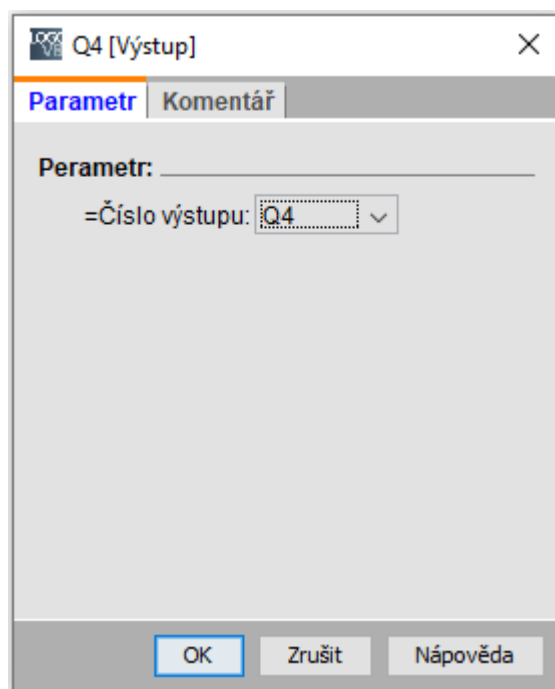 Q4 [Výstup]
Parametr Komentář
Perametr:
=Číslo výstupu: Q4
OK Zrušit Nápověda